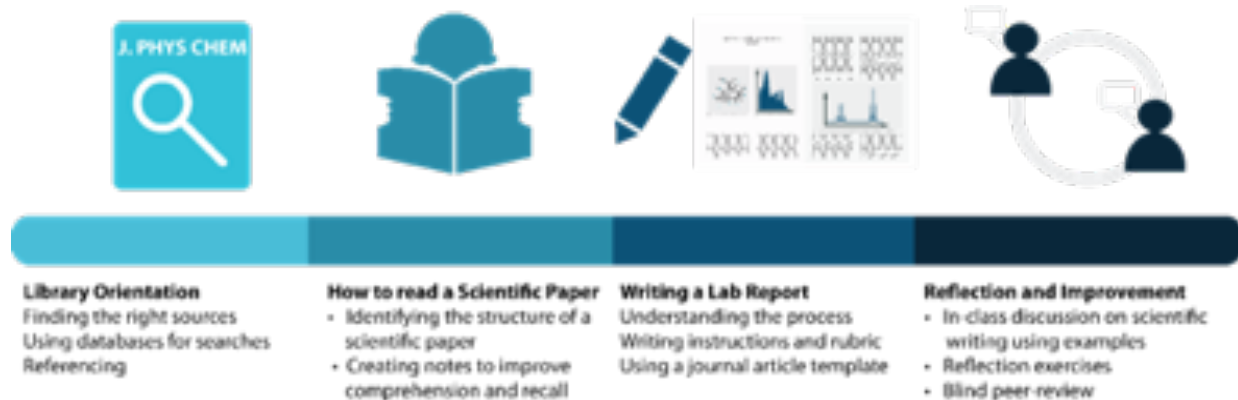 J. PHYS CHEM
Library Orientation
Finding the right sources
Using databases for searches
Referencing
How to read a Scientific Paper
• Identifying the structure of a
scientific paper
• Creating notes to improve
comprehension and recall
Writing a Lab Report
Understanding the process
Writing instructions and rubric
Using a journal article template
Reflection and Improvement
• In-class discussion on scientific
writing using examples
• Reflection exercises
• Blind peer-review